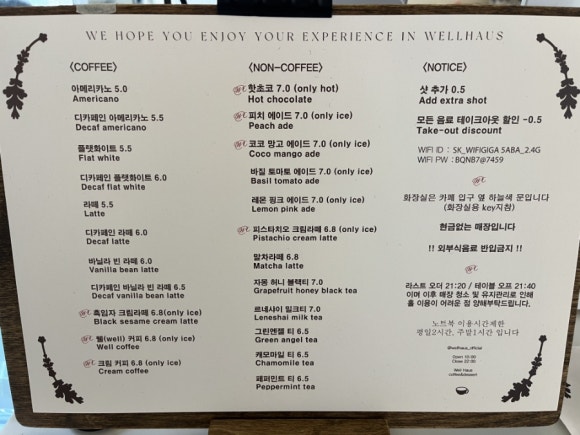 WE HOPE YOU ENJOY YOUR EXPERIENCE IN WELLHAUS
〈COFFEE〉
아메리카노 5.0
Americano
디카페인 아메리카노 5.5
Decaf americano
플랫화이트 5.5
Flat white
디카페인 플랫화이트 6.0
Decaf flat white
라떼 5.5
Latte
디카페인 라떼 6.0
Decaf latte
바닐라 빈 라떼 6.0
Vanilla bean latte
디카페인 바닐라 빈 라떼 6.5
Decaf vanilla bean latte
흑임자 크림라떼 6.8(only ice)
Black sesame cream latte
웰(well) 커피 6.8 (only ice)
Well coffee
크림 커피 6.8 (only ice)
Cream coffee
〈NON-COFFEE〉
핫초코 7.0 (only hot)
Hot chocolate
피치 에이드 7.0 (only ice)
Peach ade
코코 망고 에이드 7.0 (only ice)
Coco mango ade
바질 토마토 에이드 7.0 (only ice)
Basil tomato ade
레몬 핑크 에이드 7.0 (only ice)
Lemon pink ade
피스타치오 크림라떼 6.8 (only ice)
Pistachio cream latte
말차라떼 6.8
Matcha latte
자몽 허니 블랙티 7.0
Grapefruit honey black tea
르네샤이 밀크티 7.0
Leneshai milk tea
그린엔젤 티 6.5
Green angel tea
캐모마일 티 6.5
Chamomile tea
페퍼민트 티 6.5
Peppermint tea
〈NOTICE〉
샷 추가 0.5
Add extra shot
모든 음료 테이크아웃 할인 -0.5
Take-out discount
WIFI ID : SK_WIFIGIGA 5ABA_2.4G
WIFI PW : BQNB7@7459
화장실은 카페 입구 옆 하늘색 문입니다
(화장실용 key지참)
현금없는 매장입니다
!! 외부식음료 반입금지 !!
라스트 오더 21:20 / 테이블 오프 21:40
이며 이후 매장 청소 및 유지관리로 인해
홀 이용이 어려운 점 양해부탁드립니다.
노트북 이용시간제한
평일2시간, 주말1시간 입니다
@wellhaus_official
Open 10:00
Close 22:00
Well haus
coffee&dessert